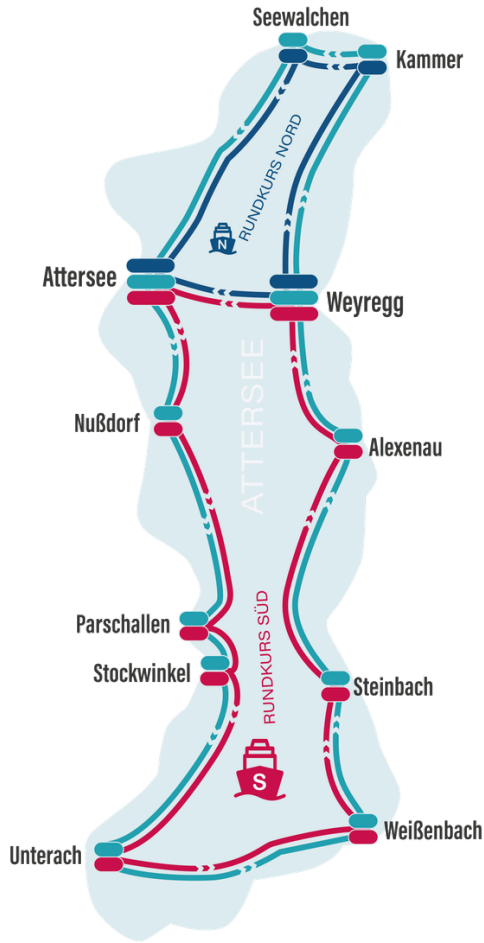 Seewalchen
Kammer
RUNDKURS NORD
N
Attersee
Weyregg
ATTERSEE
Nußdorf
Alexenau
Parschallen
RUNDKURS SÜD
Stockwinkel
Steinbach
S
Weißenbach
Unterach